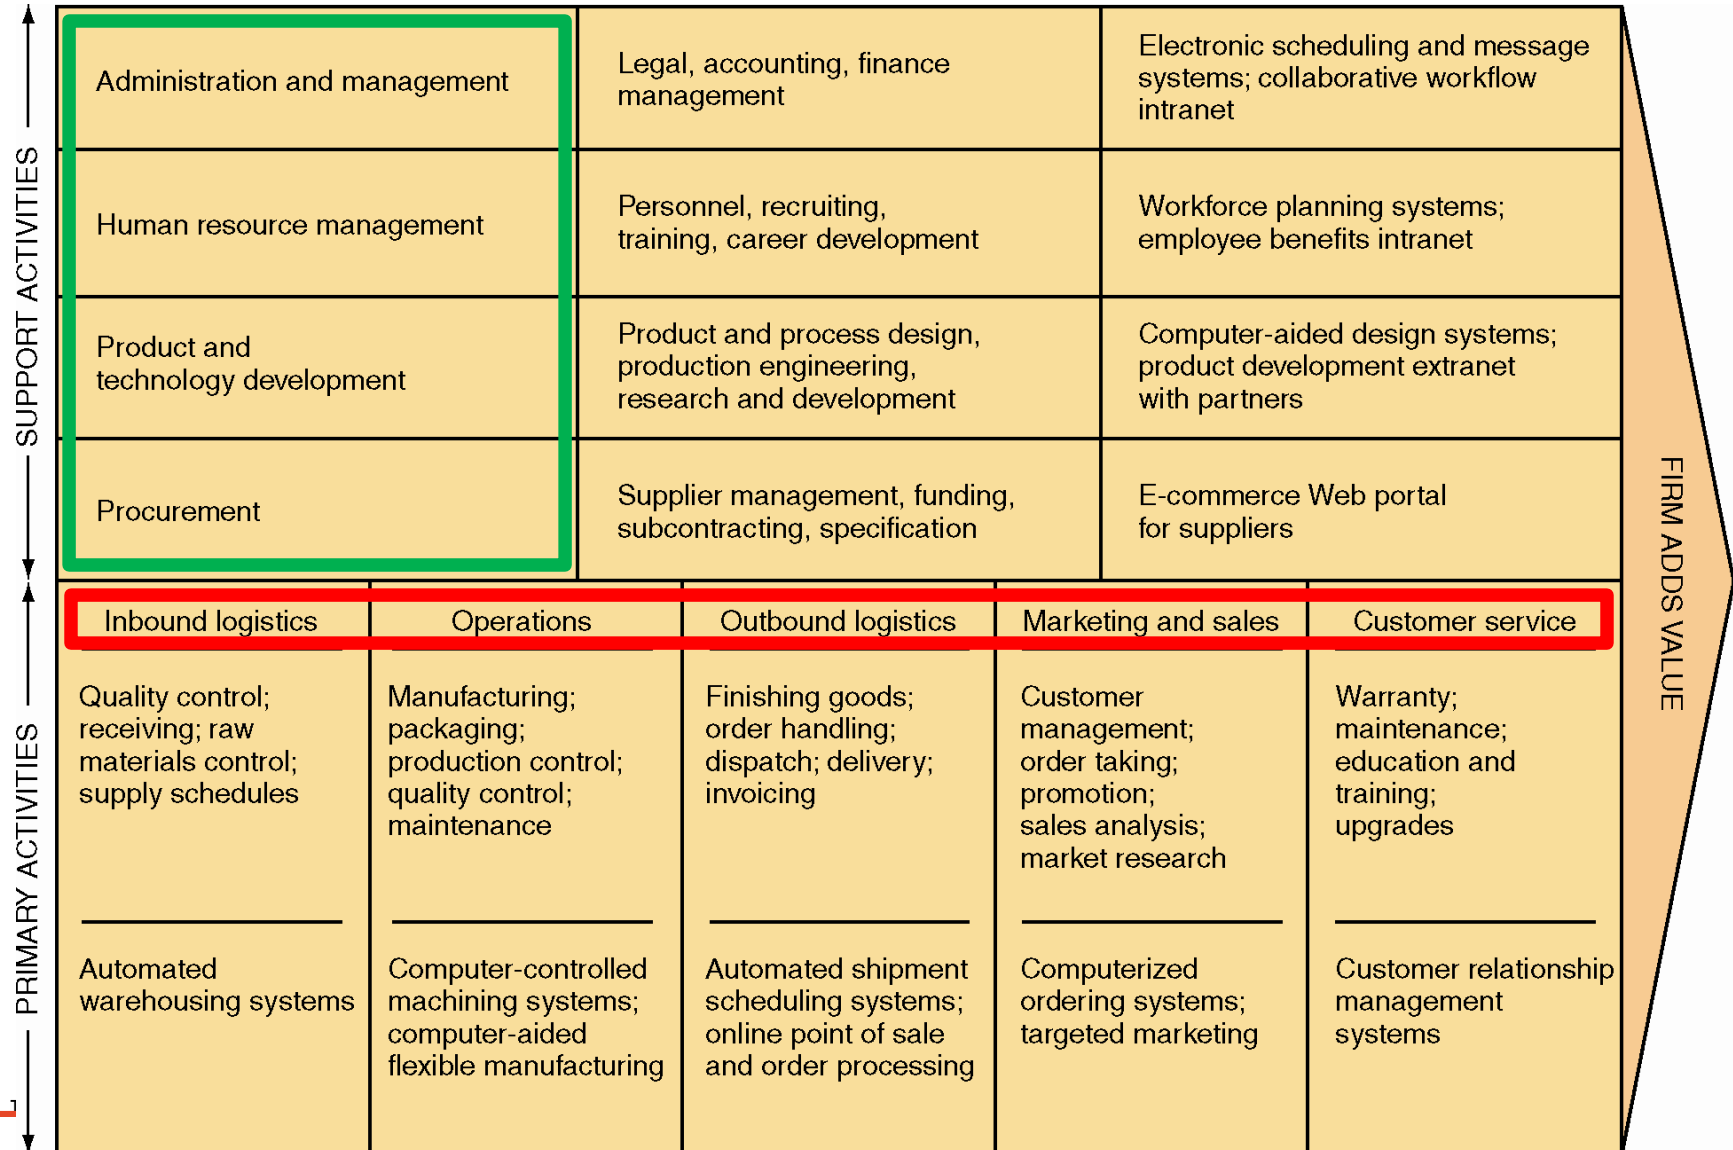 SUPPORT ACTIVITIES
Administration and management
Legal, accounting, finance
management
Electronic scheduling and message
systems; collaborative workflow
intranet
Human resource management
Personnel, recruiting,
training, career development
Workforce planning systems;
employee benefits intranet
Product and
technology development
Product and process design,
production engineering,
research and development
Computer-aided design systems;
product development extranet
with partners
Procurement
Supplier management, funding,
subcontracting, specification
E-commerce Web portal
for suppliers
FIRM ADDS VALUE
PRIMARY ACTIVITIES
Inbound logistics
Quality control;
receiving; raw
materials control;
supply schedules
Automated
warehousing systems
Operations
Manufacturing;
packaging;
production control;
quality control;
maintenance
Computer-controlled
machining systems;
computer-aided
flexible manufacturing
Outbound logistics
Finishing goods;
order handling;
dispatch; delivery;
invoicing
Automated shipment
scheduling systems;
online point of sale
and order processing
Marketing and sales
Customer
management;
order taking;
promotion;
sales analysis;
market research
Computerized
ordering systems;
targeted marketing
Customer service
Warranty;
maintenance;
education and
training;
upgrades
Customer relationship
management
systems